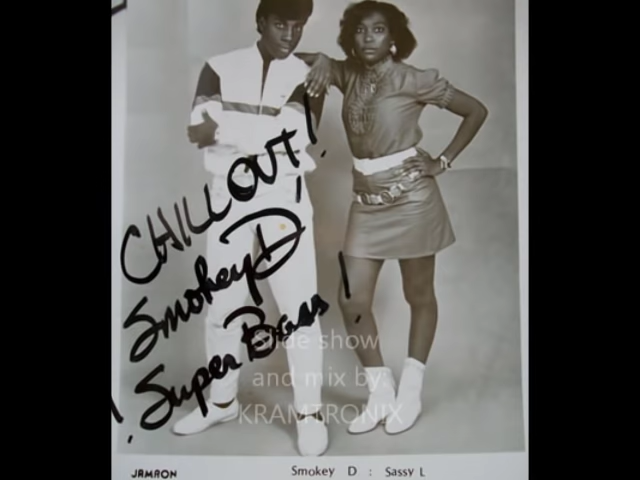 CHILL OUT!
Smokey D!
Super Bass!
Slide show
and mix by:
KRAMTRONIX
JAMRON Smokey D : Sassy L